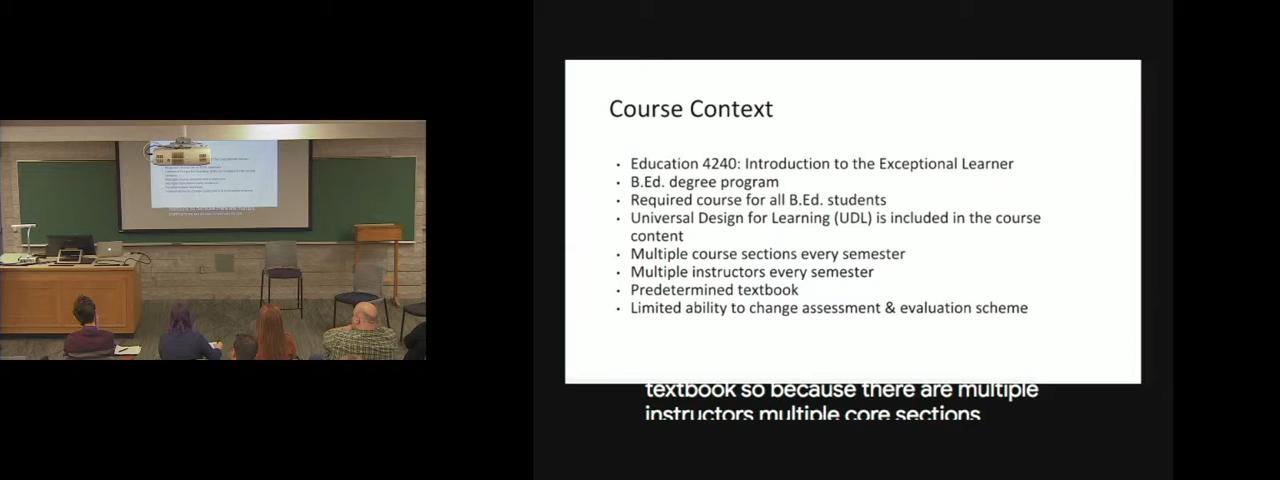 Course Context
• Education 4240: Introduction to the Exceptional Learner
• B.Ed. degree program
• Required course for all B.Ed. students
• Universal Design for Learning (UDL) is included in the course
content
• Multiple course sections every semester
• Multiple instructors every semester
• Predetermined textbook
• Limited ability to change assessment & evaluation scheme
textbook so because there are multiple
instructors multiple core sections